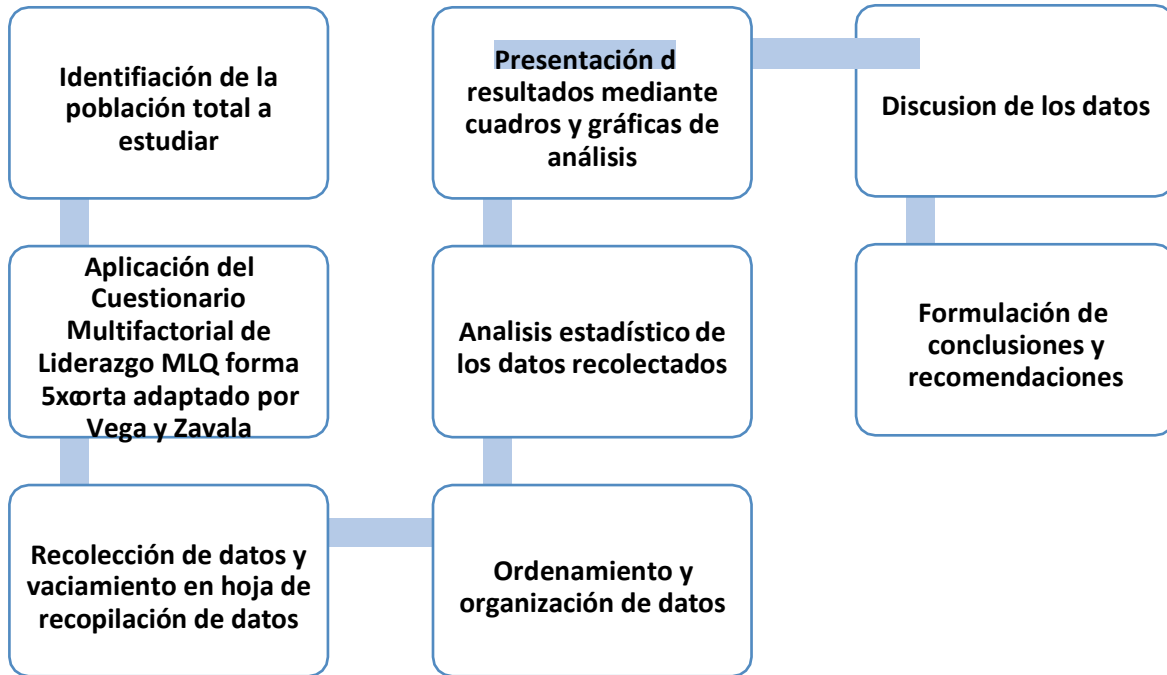 Identifiación de la
población total a
estudiar
Aplicación del
Cuestionario
Multifactorial de
Liderazgo MLQ forma
5xcorta adaptado por
Vega y Zavala
Recolección de datos y
vaciamiento en hoja de
recopilación de datos
Ordenamiento y
organización de datos
Analisis estadístico de
los datos recolectados
Presentación d
resultados mediante
cuadros y gráficas de
análisis
Discusion de los datos
Formulación de
conclusiones y
recomendaciones